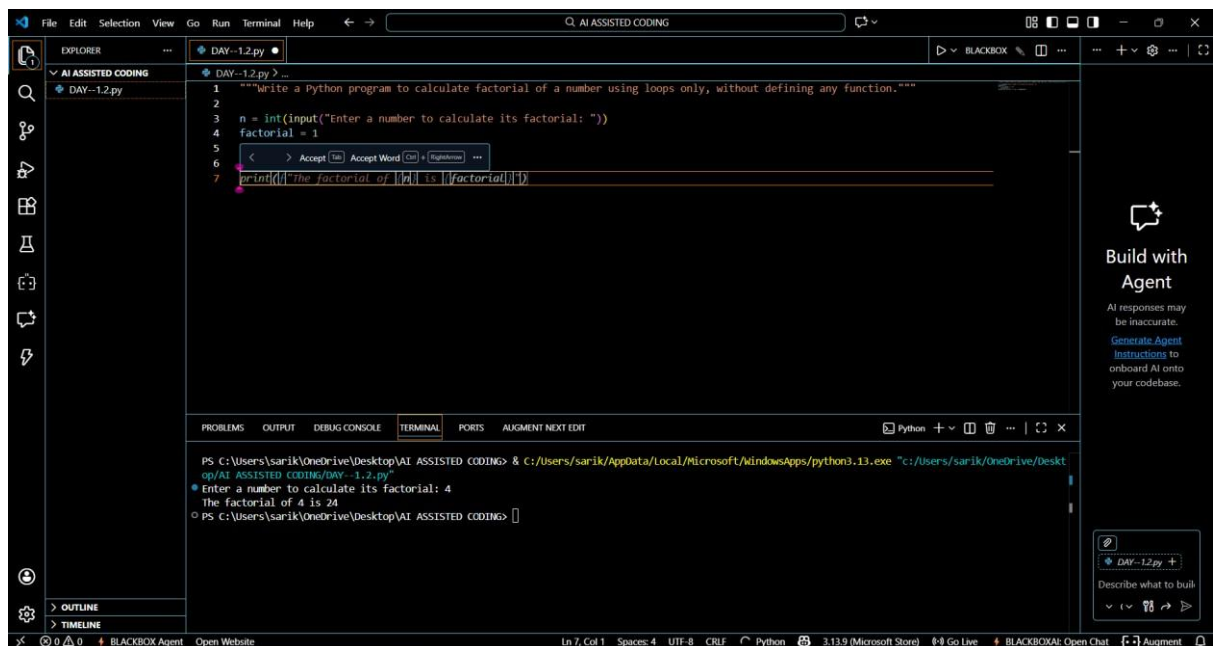 File Edit Selection View Go Run Terminal Help
AI ASSISTED CODING
EXPLORER
AI ASSISTED CODING
DAY--1.2.py
DAY--1.2.py
BLACKBOX
DAY--1.2.py > ...
1 """Write a Python program to calculate factorial of a number using loops only, without defining any function."""
2
3 n = int(input("Enter a number to calculate its factorial: "))
4 factorial = 1
5
< > Accept Tab Accept Word Ctrl + RightArrow ...
6
7 print(f"The factorial of {n} is {factorial}")
Build with
Agent
AI responses may
be inaccurate.
Generate Agent
Instructions to
onboard AI onto
your codebase.
PROBLEMS OUTPUT DEBUG CONSOLE TERMINAL PORTS AUGMENT NEXT EDIT
Python
PS C:\Users\sarik\OneDrive\Desktop\AI ASSISTED CODING> & C:/Users/sarik/AppData/Local/Microsoft/WindowsApps/python3.13.exe "c:/Users/sarik/OneDrive/Deskt
op/AI ASSISTED CODING/DAY--1.2.py"
Enter a number to calculate its factorial: 4
The factorial of 4 is 24
PS C:\Users\sarik\OneDrive\Desktop\AI ASSISTED CODING>
DAY--1.2.py +
Describe what to buil
OUTLINE
TIMELINE
0 0 BLACKBOX Agent Open Website Ln 7, Col 1 Spaces: 4 UTF-8 CRLF Python 3.13.9 (Microsoft Store) Go Live BLACKBOXAI: Open Chat Augment